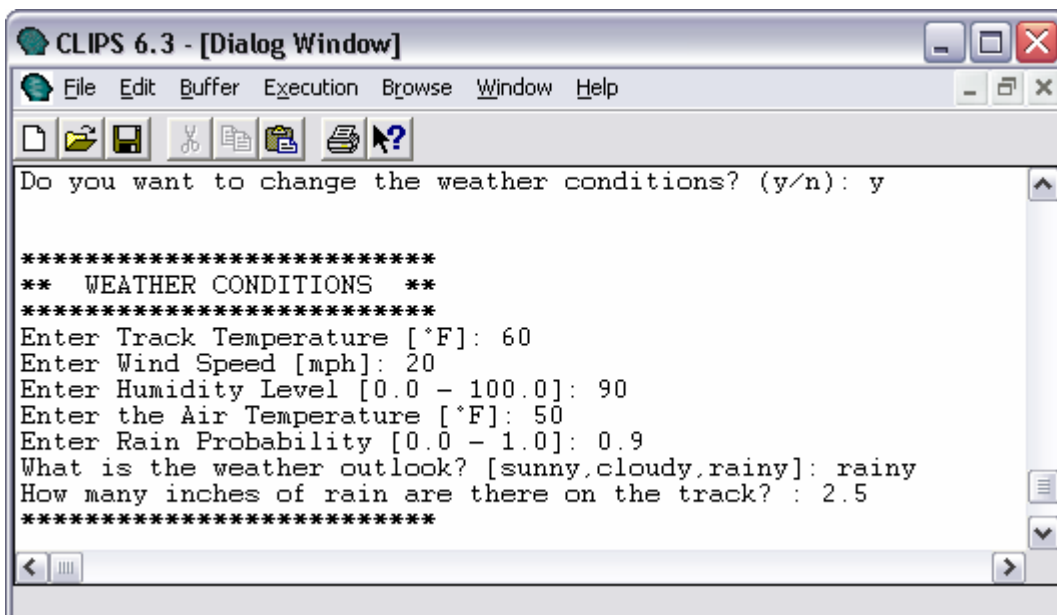 CLIPS 6.3 - [Dialog Window]
File Edit Buffer Execution Browse Window Help
Do you want to change the weather conditions? (y/n): y
**************************
** WEATHER CONDITIONS **
**************************
Enter Track Temperature [°F]: 60
Enter Wind Speed [mph]: 20
Enter Humidity Level [0.0 - 100.0]: 90
Enter the Air Temperature [°F]: 50
Enter Rain Probability [0.0 - 1.0]: 0.9
What is the weather outlook? [sunny,cloudy,rainy]: rainy
How many inches of rain are there on the track? : 2.5
**************************